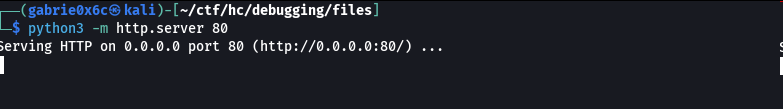 ┌──(gabrie0x6c㉿kali)-[~/ctf/hc/debugging/files]
└─$ python3 -m http.server 80
Serving HTTP on 0.0.0.0 port 80 (http://0.0.0.0:80/) ...